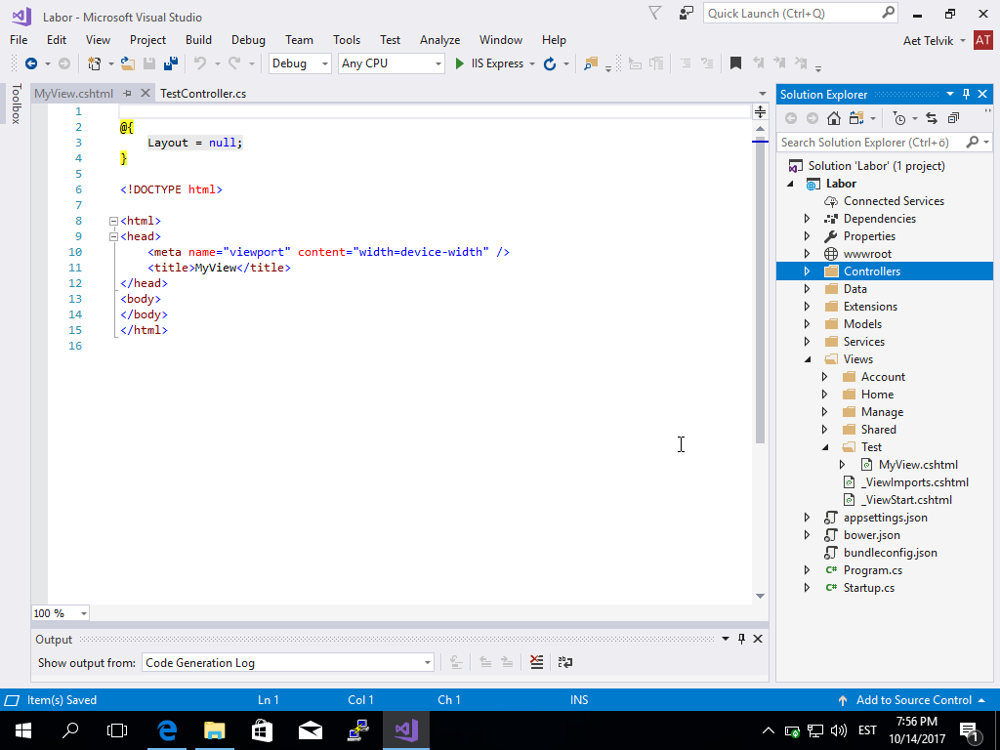 Labor - Microsoft Visual Studio
Quick Launch (Ctrl+Q)
File Edit View Project Build Debug Team Tools Test Analyze Window Help
Aet Telvik AT
Debug Any CPU IIS Express
Toolbox
MyView.cshtml TestController.cs
1
2 @{
3 Layout = null;
4 }
5
6 <!DOCTYPE html>
7
8 <html>
9 <head>
10 <meta name="viewport" content="width=device-width" />
11 <title>MyView</title>
12 </head>
13 <body>
14 </body>
15 </html>
16
100 %
Solution Explorer
Search Solution Explorer (Ctrl+ö)
Solution 'Labor' (1 project)
Labor
Connected Services
Dependencies
Properties
wwwroot
Controllers
Data
Extensions
Models
Services
Views
Account
Home
Manage
Shared
Test
MyView.cshtml
_ViewImports.cshtml
_ViewStart.cshtml
appsettings.json
bower.json
bundleconfig.json
C# Program.cs
C# Startup.cs
Output
Show output from: Code Generation Log
Item(s) Saved Ln 1 Col 1 Ch 1 INS Add to Source Control
EST
7:56 PM
10/14/2017
1